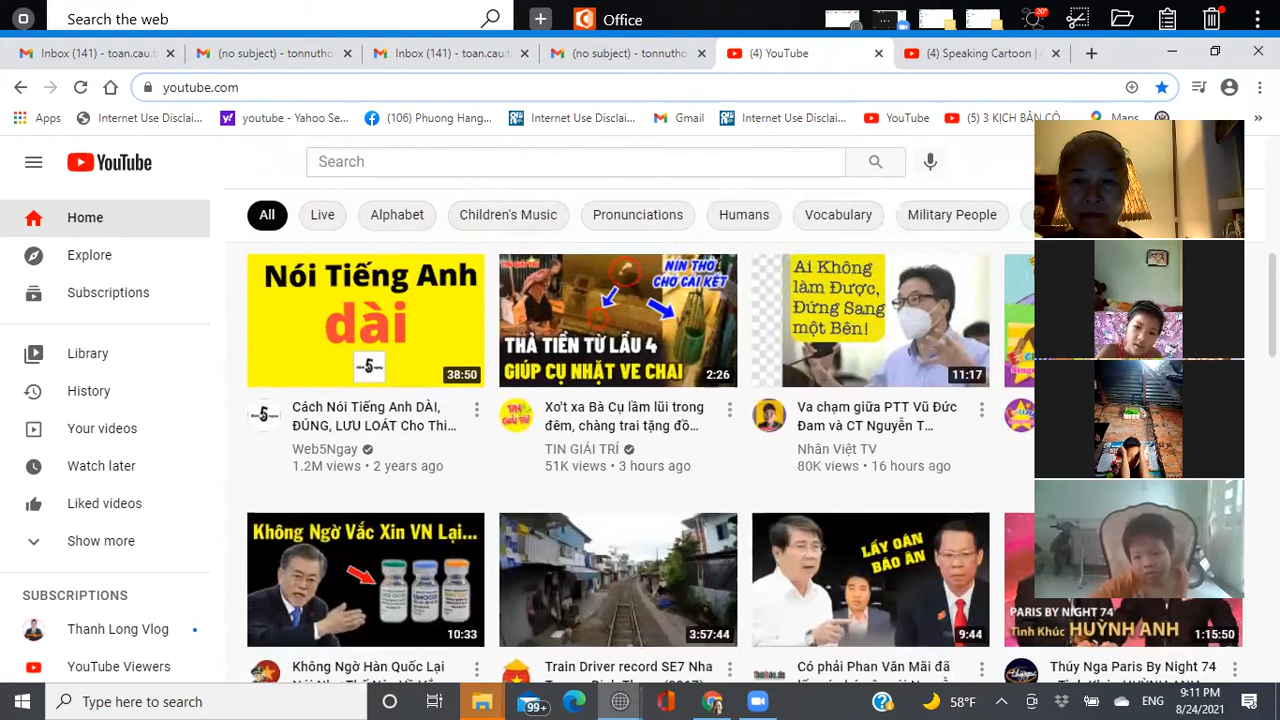 Search the web
Office
20°
Inbox (141) - toan.cau.t
(no subject) - tonnutho
Inbox (141) - toan.cau.t
(no subject) - tonnutho
(4) YouTube
(4) Speaking Cartoon |
youtube.com
Apps
Internet Use Disclai...
youtube - Yahoo Se...
(106) Phuong Hang...
Internet Use Disclai...
Gmail
Internet Use Disclai...
YouTube
(5) 3 KỊCH BẢN CÔ
Maps
YouTube
Search
Home
Explore
Subscriptions
Library
History
Your videos
Watch later
Liked videos
Show more
SUBSCRIPTIONS
Thanh Long Vlog
YouTube Viewers
All
Live
Alphabet
Children's Music
Pronunciations
Humans
Vocabulary
Military People
Nói Tiếng Anh
dài
5
38:50
Cách Nói Tiếng Anh DÀI,
ĐÚNG, LƯU LOÁT Cho Thi...
Web5Ngay
1.2M views • 2 years ago
NÍN THỞ
CHO CÁI KẾT
THẢ TIỀN TỪ LẦU 4
GIÚP CỤ NHẶT VE CHAI
2:26
Xơ't xa Bà Cụ lầm lũi trong
đêm, chàng trai tặng đồ...
TIN GIẢI TRÍ
51K views • 3 hours ago
Ai Không
làm Được,
Đứng Sang
một Bên!
11:17
Va chạm giữa PTT Vũ Đức
Đam và CT Nguyễn T...
Nhân Việt TV
80K views • 16 hours ago
Không Ngờ Vắc Xin VN Lại...
10:33
Không Ngờ Hàn Quốc Lại
3:57:44
Train Driver record SE7 Nha
LẤY OÁN
BÁO ÂN
9:44
Có phải Phan Văn Mãi đã
PARIS BY NIGHT 74
Tình Khúc HUỲNH ANH
1:15:50
Thúy Nga Paris By Night 74
Type here to search
99+
58°F
ENG
9:11 PM
8/24/2021